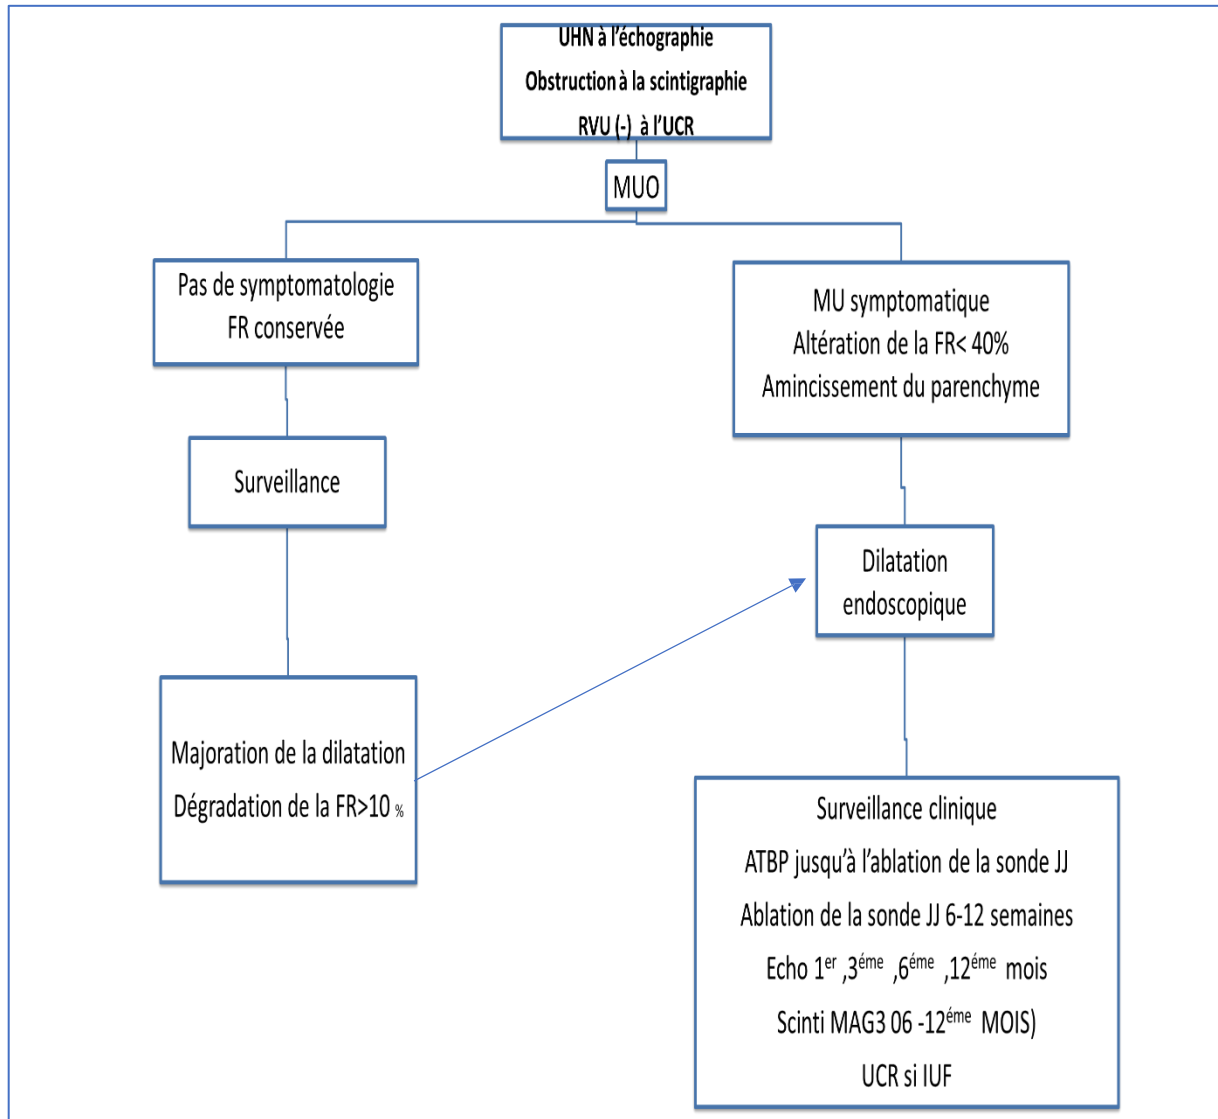 UHN à l'échographie
Obstruction à la scintigraphie
RVU (-) à l'UCR
MUO
Pas de symptomatologie
FR conservée
MU symptomatique
Altération de la FR< 40%
Amincissement du parenchyme
Surveillance
Dilatation
endoscopique
Majoration de la dilatation
Dégradation de la FR>10 %
Surveillance clinique
ATBP jusqu'à l'ablation de la sonde JJ
Ablation de la sonde JJ 6-12 semaines
Echo 1er ,3éme ,6éme ,12éme mois
Scinti MAG3 06 -12éme MOIS)
UCR si IUF